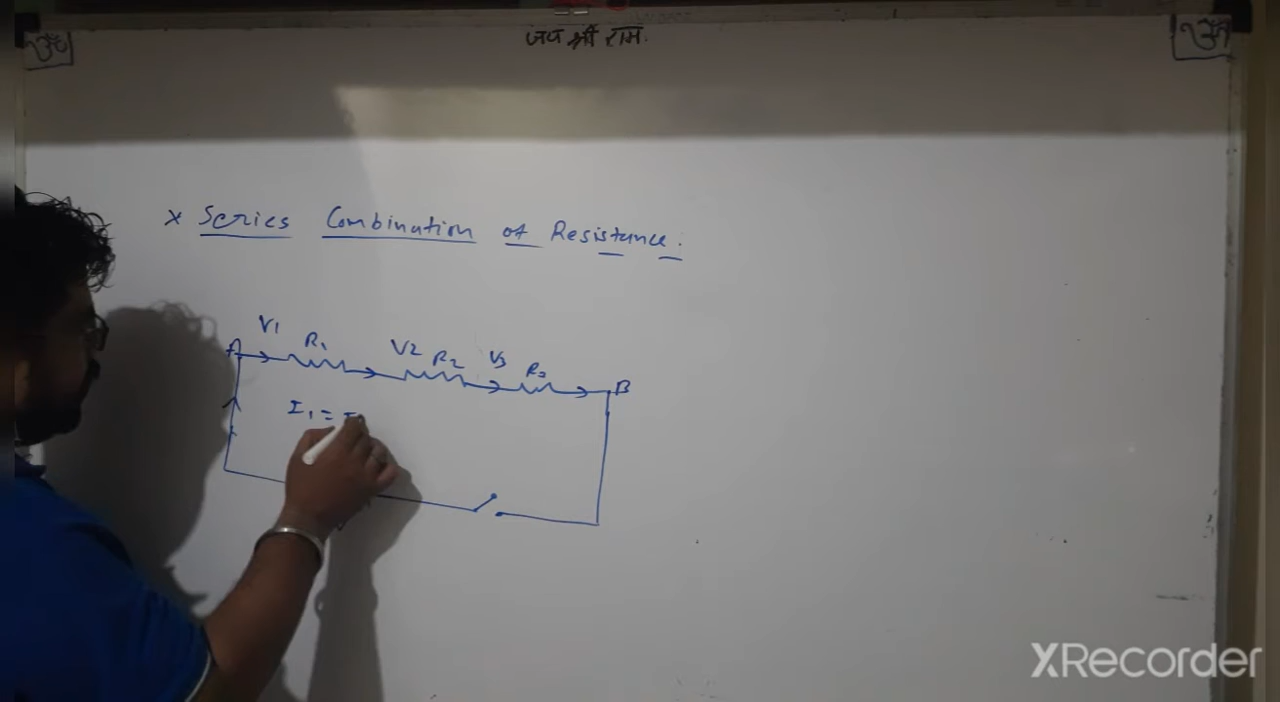 जय श्री राम.
ॐ
ॐ
x Series Combination of Resistance.
V1 R1 V2 R2 V3 R3
A B
I1 =
XRecorder